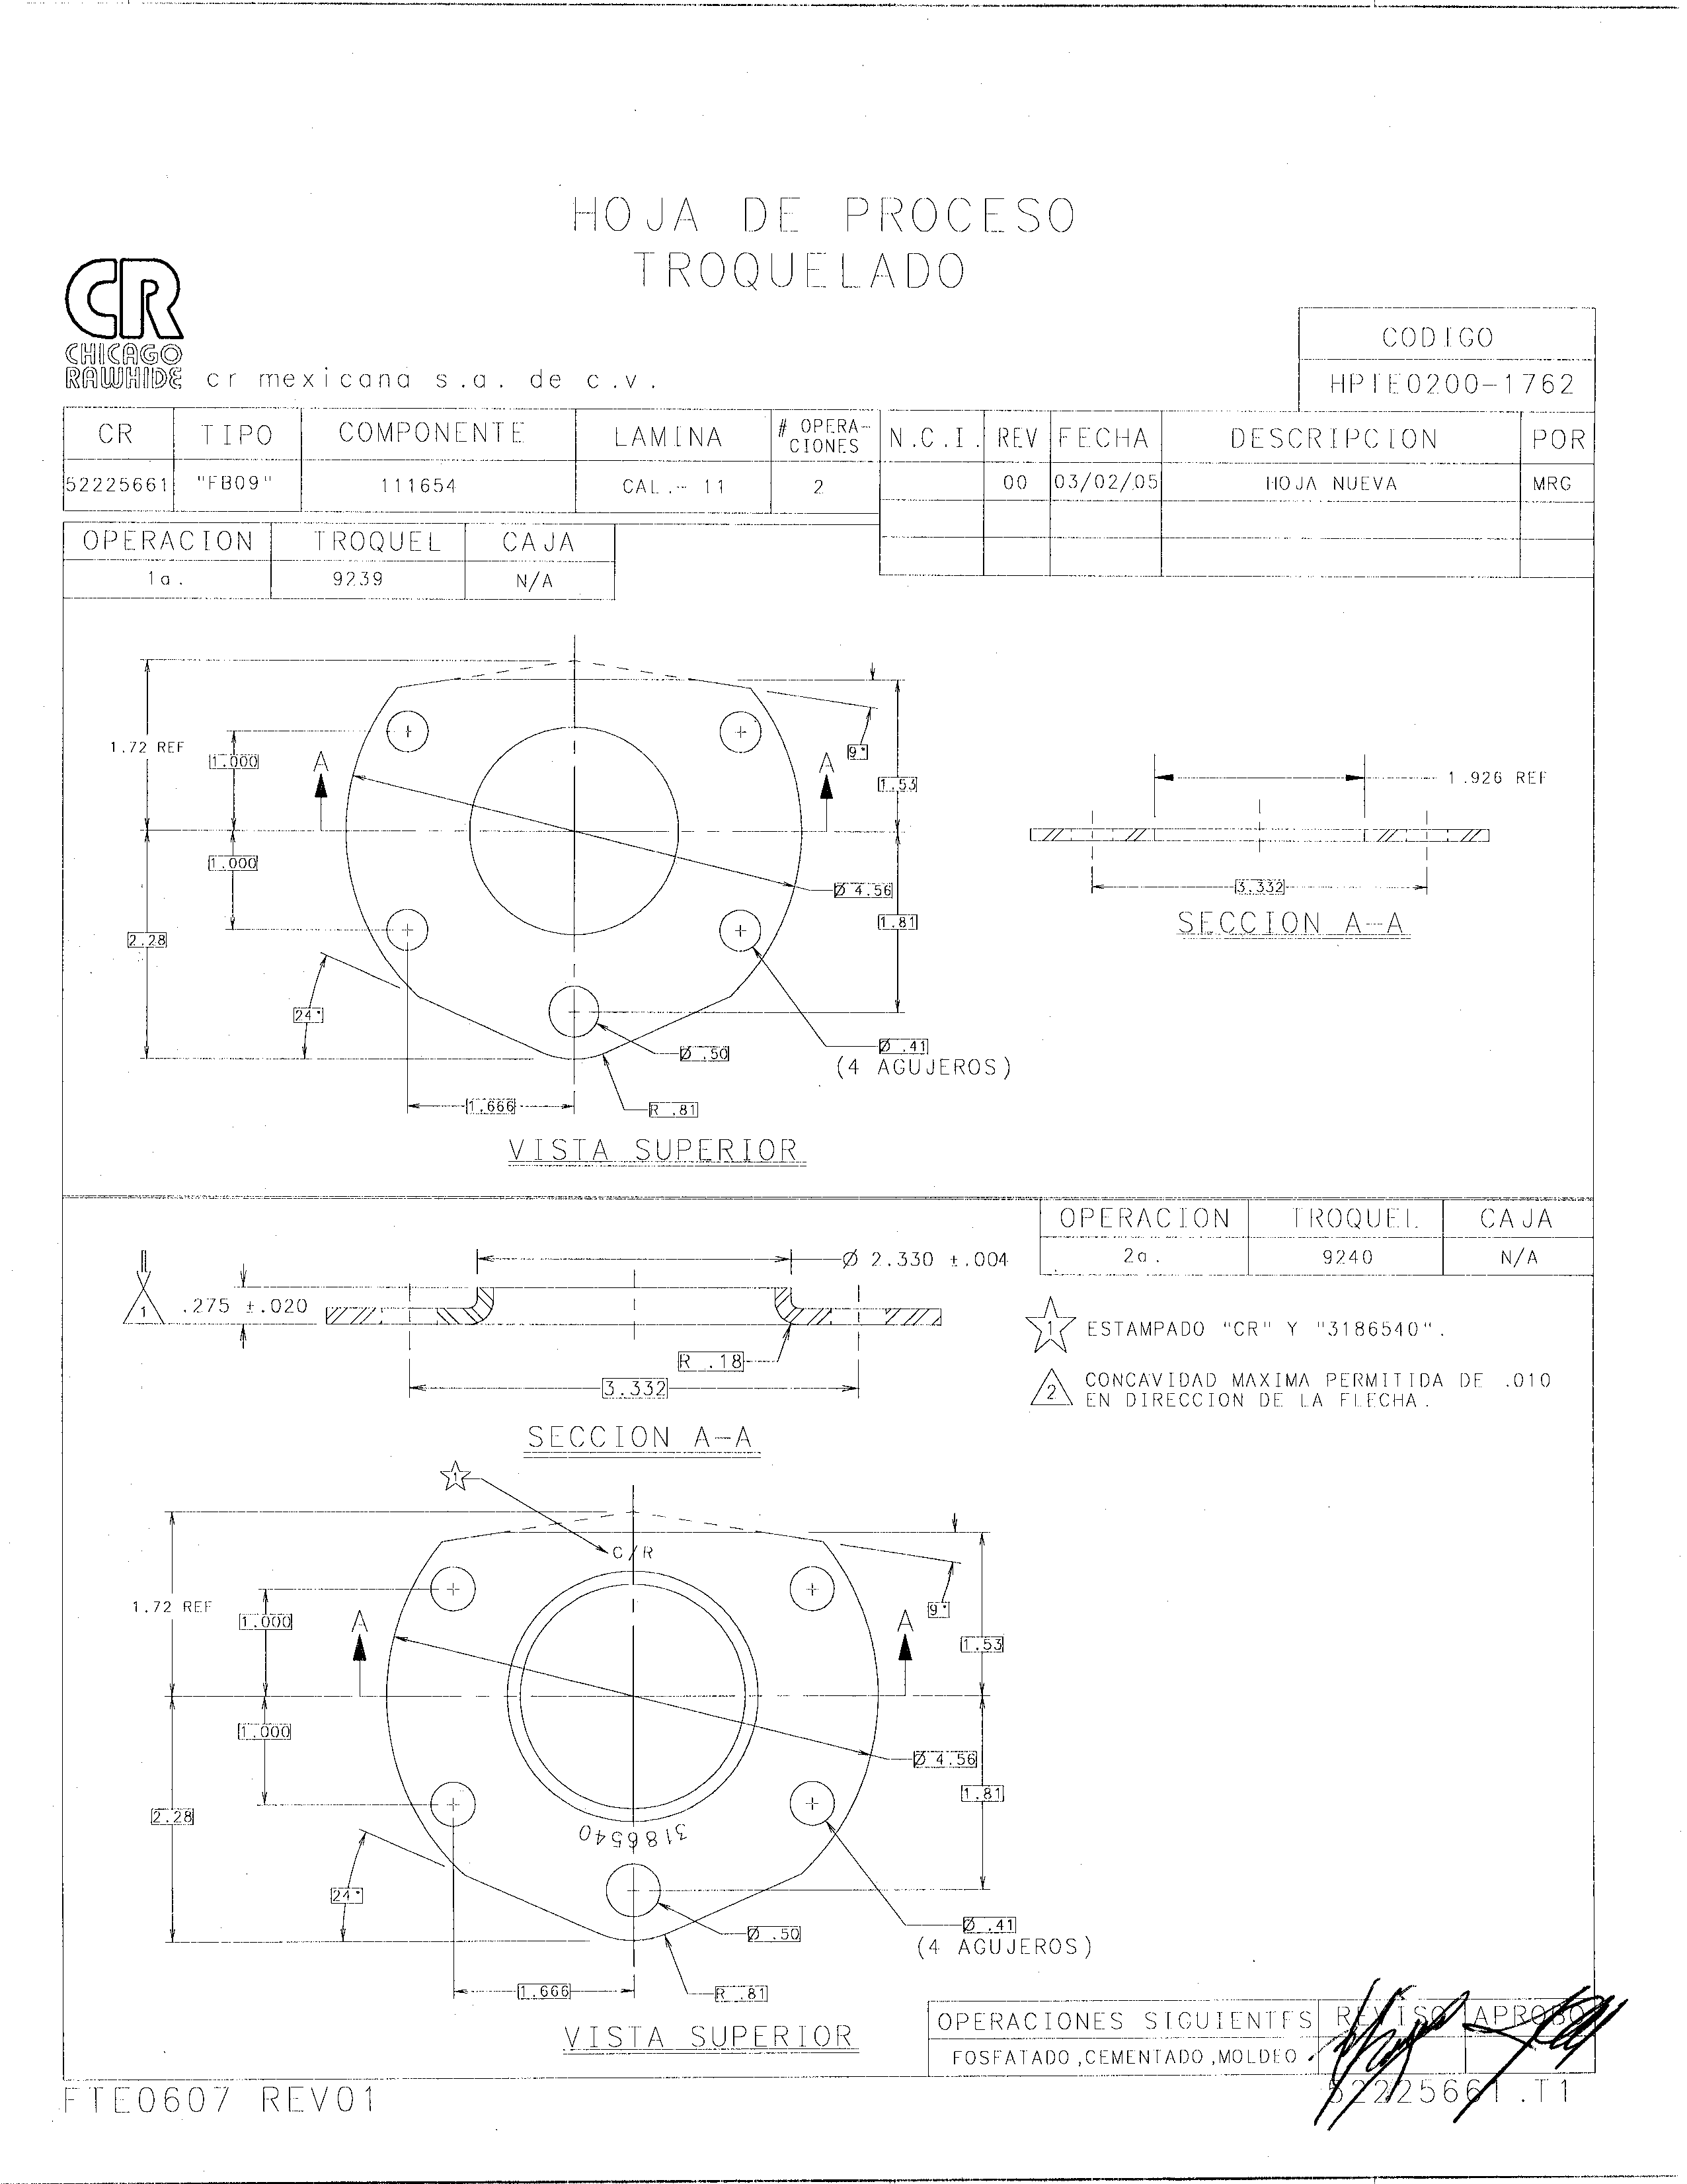 HOJA DE PROCESO
TROQUELADO
CR
CHICAGO
RAWHIDE
cr mexicana s.a. de c.v.
CODIGO
HPTE0200-1762
CR TIPO COMPONENTE LAMINA # OPERA-CIONES N.C.I. REV FECHA DESCRIPCION POR
52225661 "FB09" 111654 CAL.- 11 2 00 03/02/05 HOJA NUEVA MRG
OPERACION TROQUEL CAJA
1a. 9239 N/A
1.72 REF
1.000
A
A
9°
1.53
1.926 REF
1.000
Ø 4.56
3.332
1.81
SECCION A-A
2.28
24°
Ø .50
Ø .41
(4 AGUJEROS)
1.666
R .81
VISTA SUPERIOR
OPERACION TROQUEL CAJA
2a. 9240 N/A
Ø 2.330 ±.004
1
.275 ±.020
R .18
3.332
SECCION A-A
1 ESTAMPADO "CR" Y "3186540".
2 CONCAVIDAD MAXIMA PERMITIDA DE .010
EN DIRECCION DE LA FLECHA.
1
C/R
1.72 REF
1.000
A
A
9°
1.53
1.000
Ø 4.56
1.81
2.28
3186540
24°
Ø .50
Ø .41
(4 AGUJEROS)
1.666
R .81
VISTA SUPERIOR
OPERACIONES SIGUIENTES REVISO APROBO
FOSFATADO,CEMENTADO,MOLDEO
FTE0607 REV01
52225661.T1